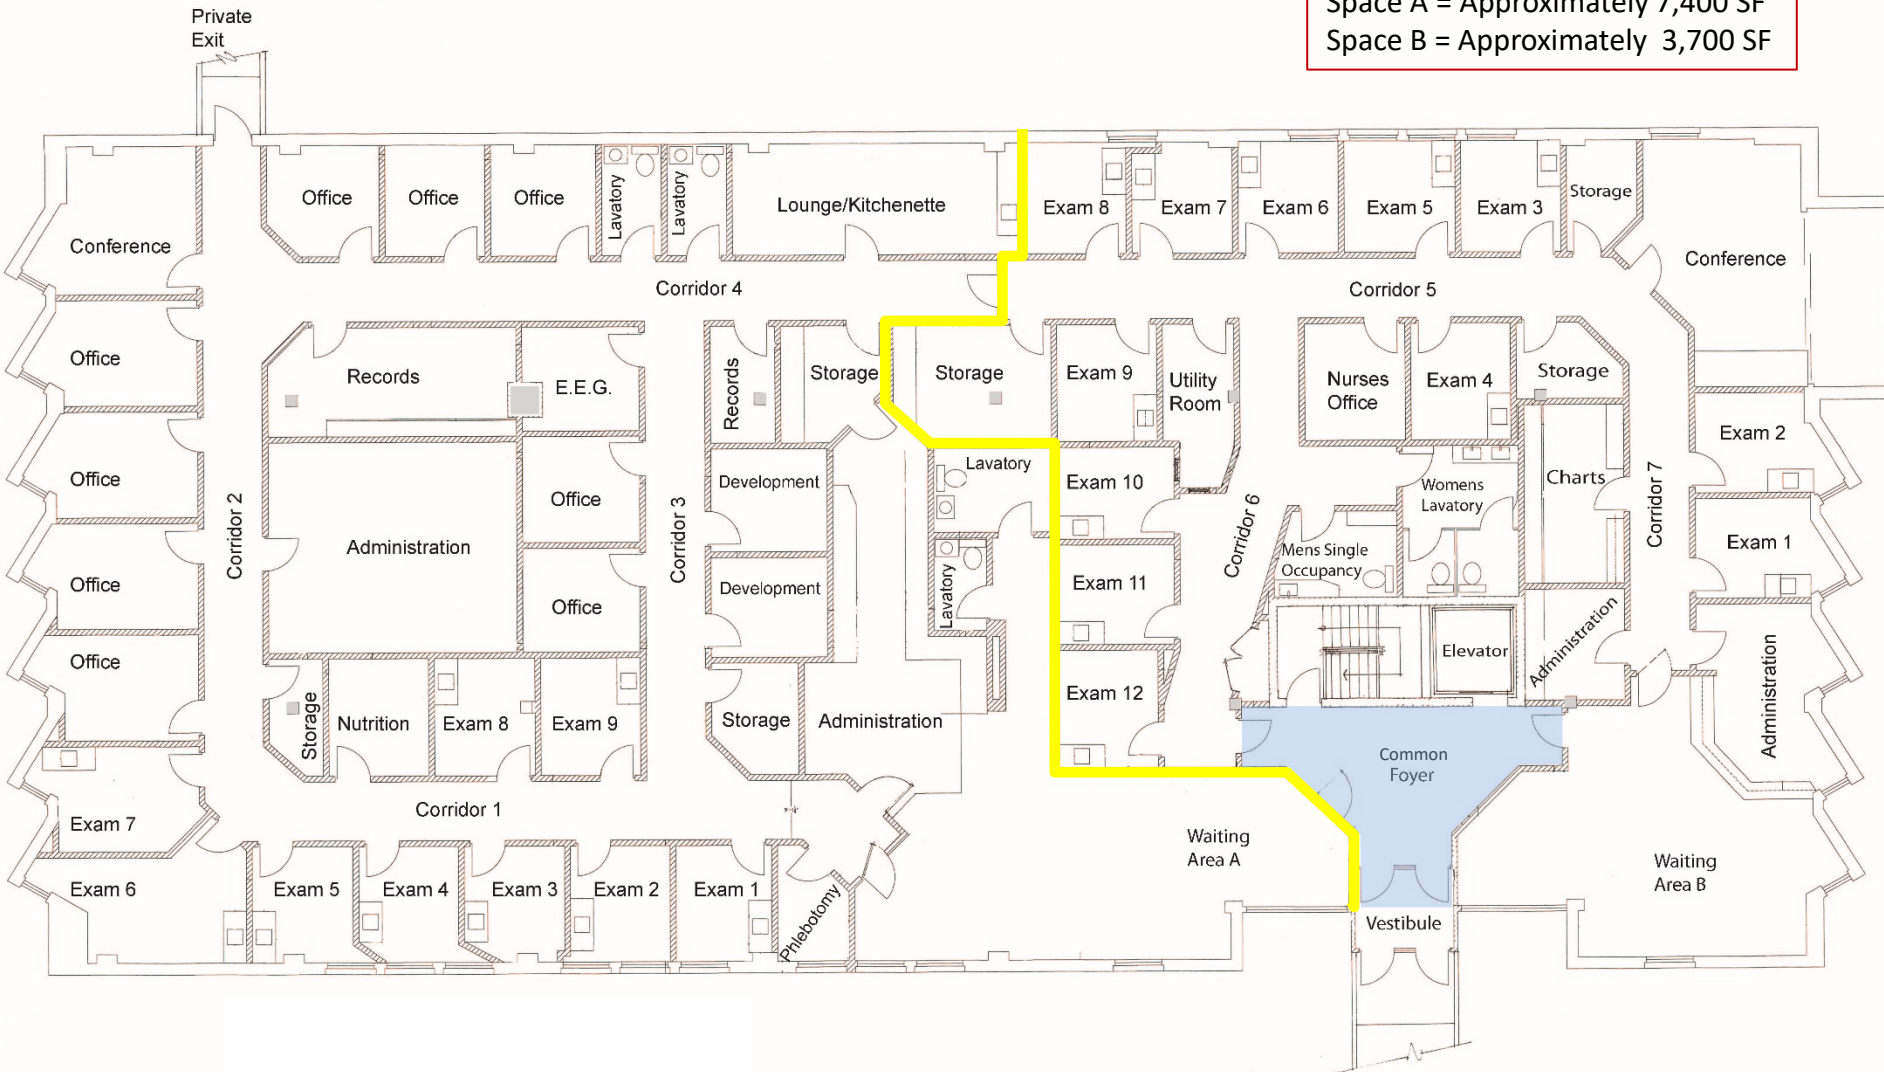 Private
Exit
Space A = Approximately 7,400 SF
Space B = Approximately 3,700 SF
Conference
Office
Office
Office
Lavatory
Lavatory
Lounge/Kitchenette
Exam 8
Exam 7
Exam 6
Exam 5
Exam 3
Storage
Conference
Corridor 4
Corridor 5
Office
Records
E.E.G.
Records
Storage
Storage
Exam 9
Utility
Room
Nurses
Office
Exam 4
Storage
Exam 2
Office
Corridor 2
Administration
Office
Corridor 3
Development
Lavatory
Exam 10
Corridor 6
Womens
Lavatory
Charts
Corridor 7
Exam 1
Office
Office
Development
Lavatory
Exam 11
Mens Single
Occupancy
Elevator
Administration
Administration
Office
Storage
Nutrition
Exam 8
Exam 9
Storage
Administration
Exam 12
Common
Foyer
Exam 7
Corridor 1
Waiting
Area A
Waiting
Area B
Exam 6
Exam 5
Exam 4
Exam 3
Exam 2
Exam 1
Phlebotomy
Vestibule